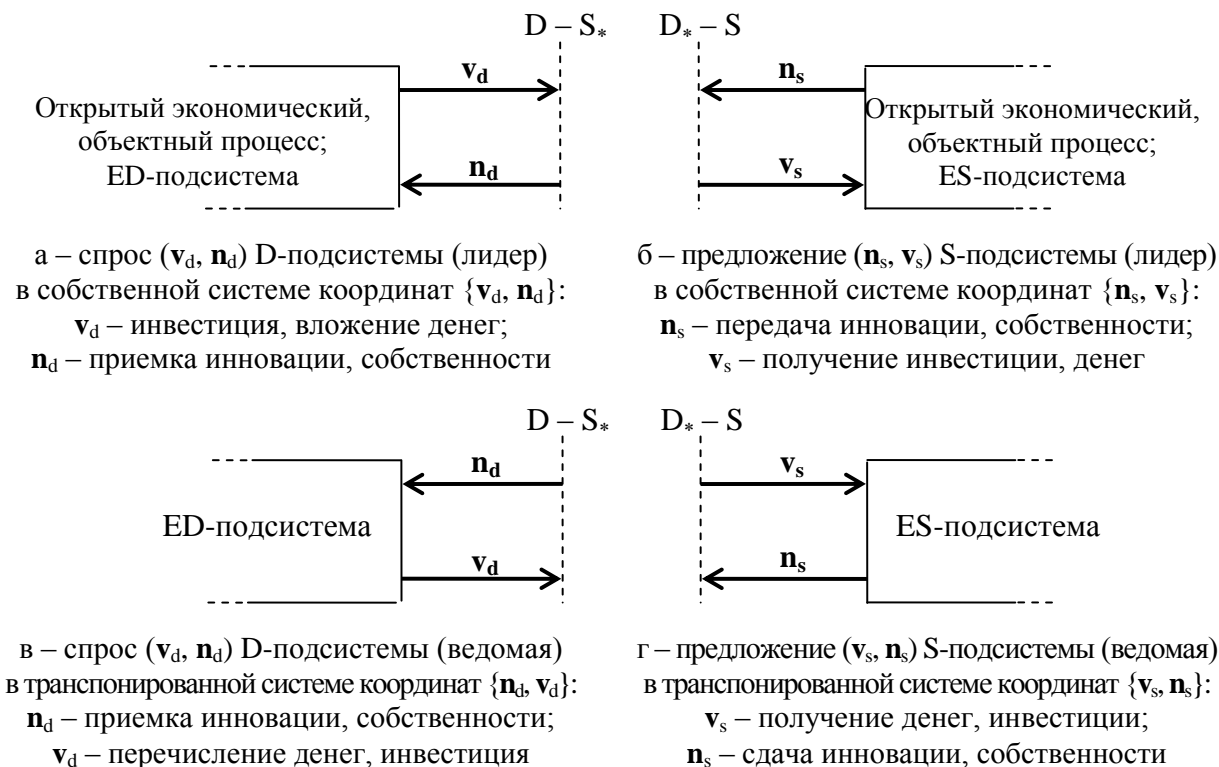 D – S*
D* – S
v_d
n_s
Открытый экономический,
объектный процесс;
ED-подсистема
Открытый экономический,
объектный процесс;
ES-подсистема
n_d
v_s
а – спрос (v_d, n_d) D-подсистемы (лидер)
в собственной системе координат {v_d, n_d}:
v_d – инвестиция, вложение денег;
n_d – приемка инновации, собственности
б – предложение (n_s, v_s) S-подсистемы (лидер)
в собственной системе координат {n_s, v_s}:
n_s – передача инновации, собственности;
v_s – получение инвестиции, денег
D – S*
D* – S
n_d
v_s
ED-подсистема
ES-подсистема
v_d
n_s
в – спрос (v_d, n_d) D-подсистемы (ведомая)
в транспонированной системе координат {n_d, v_d}:
n_d – приемка инновации, собственности;
v_d – перечисление денег, инвестиция
г – предложение (v_s, n_s) S-подсистемы (ведомая)
в транспонированной системе координат {v_s, n_s}:
v_s – получение денег, инвестиции;
n_s – сдача инновации, собственности